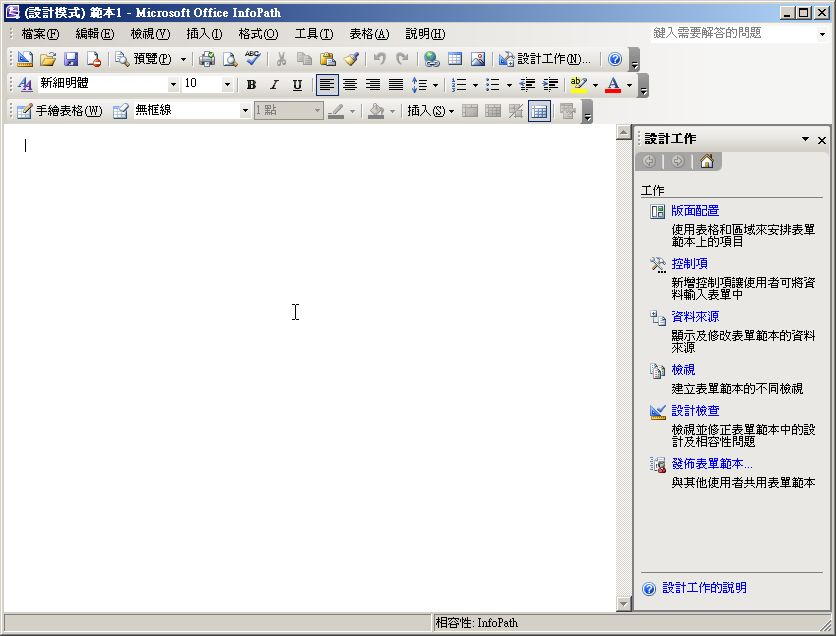 (設計模式) 範本1 - Microsoft Office InfoPath
檔案(F) 編輯(E) 檢視(V) 插入(I) 格式(O) 工具(T) 表格(A) 說明(H) 鍵入需要解答的問題
預覽(P) 設計工作(N)...
新細明體 10 B I U
手繪表格(W) 無框線 1 點 插入(S)
設計工作
工作
版面配置
使用表格和區域來安排表單
範本上的項目
控制項
新增控制項讓使用者可將資
料輸入表單中
資料來源
顯示及修改表單範本的資料
來源
檢視
建立表單範本的不同檢視
設計檢查
檢視並修正表單範本中的設
計及相容性問題
發佈表單範本...
與其他使用者共用表單範本
設計工作的說明
相容性: InfoPath